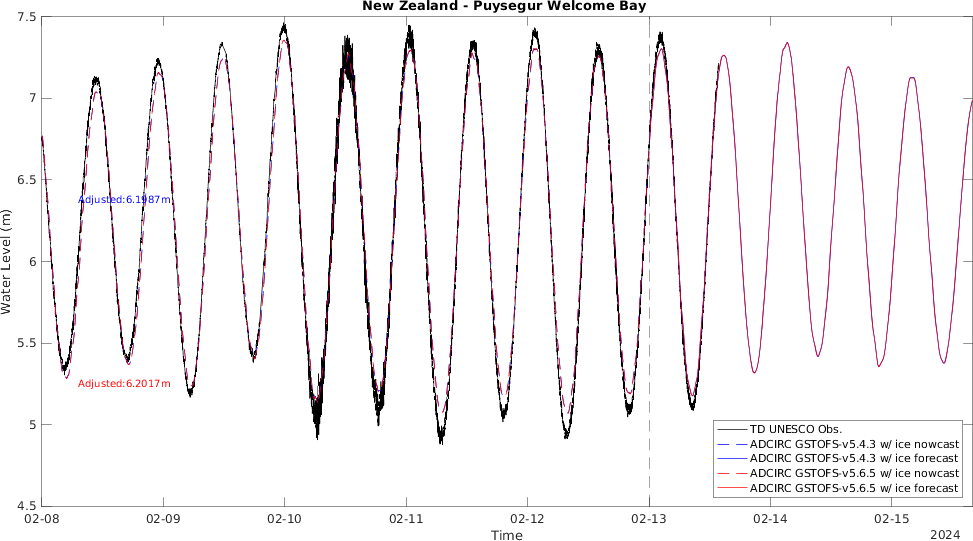 New Zealand - Puysegur Welcome Bay
7.5
7
6.5
6
5.5
5
4.5
Water Level (m)
Adjusted:6.1987m
Adjusted:6.2017m
TD UNESCO Obs.
ADCIRC GSTOFS-v5.4.3 w/ ice nowcast
ADCIRC GSTOFS-v5.4.3 w/ ice forecast
ADCIRC GSTOFS-v5.6.5 w/ ice nowcast
ADCIRC GSTOFS-v5.6.5 w/ ice forecast
02-08 02-09 02-10 02-11 02-12 02-13 02-14 02-15
Time
2024